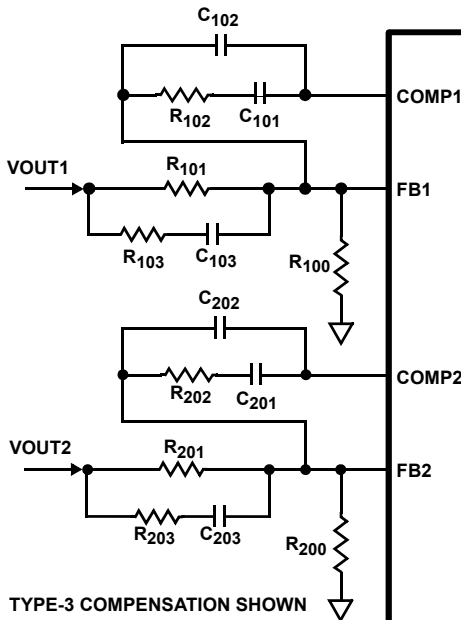 C102
COMP1
R102
C101
VOUT1
R101
FB1
R103
C103
R100
C202
COMP2
R202
C201
VOUT2
R201
FB2
R203
C203
R200
TYPE-3 COMPENSATION SHOWN